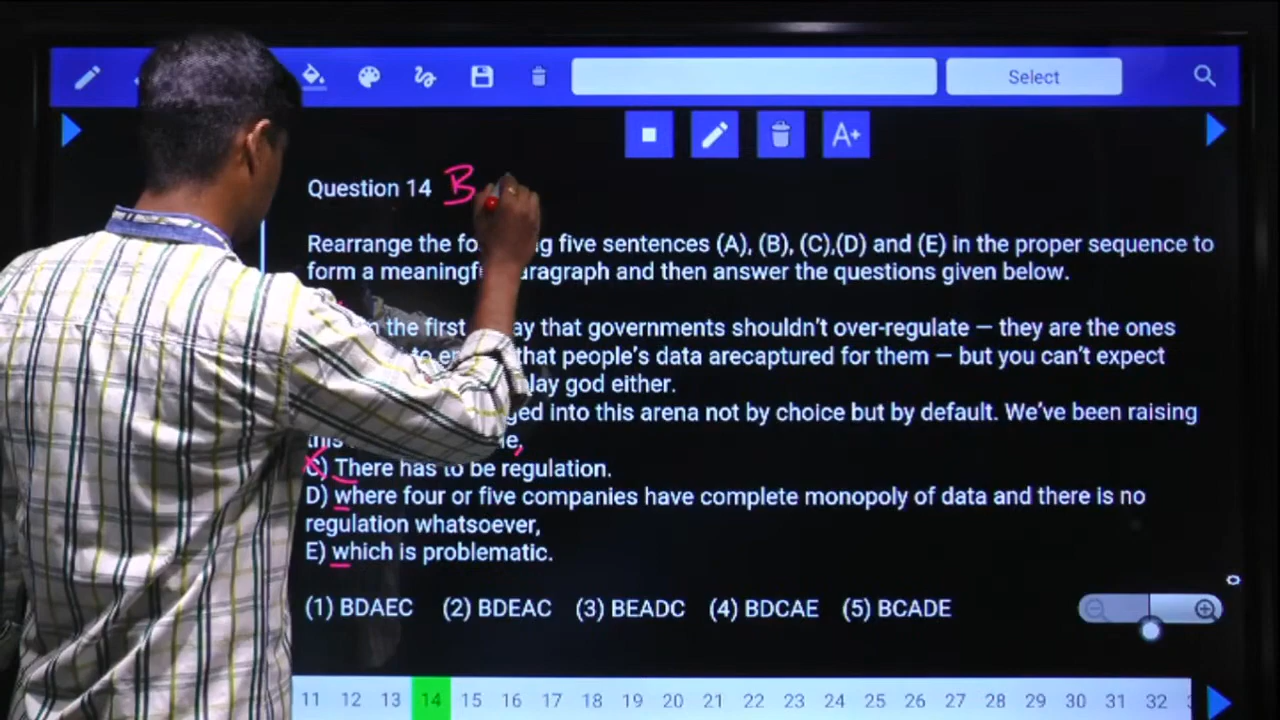 Select
A+
Question 14 B
Rearrange the fo ng five sentences (A), (B), (C),(D) and (E) in the proper sequence to
form a meaningf aragraph and then answer the questions given below.
the first ay that governments shouldn't over-regulate — they are the ones
to en that people's data arecaptured for them — but you can't expect
lay god either.
ged into this arena not by choice but by default. We've been raising
this e,
C) There has to be regulation.
D) where four or five companies have complete monopoly of data and there is no
regulation whatsoever,
E) which is problematic.
(1) BDAEC (2) BDEAC (3) BEADC (4) BDCAE (5) BCADE
11 12 13 14 15 16 17 18 19 20 21 22 23 24 25 26 27 28 29 30 31 32